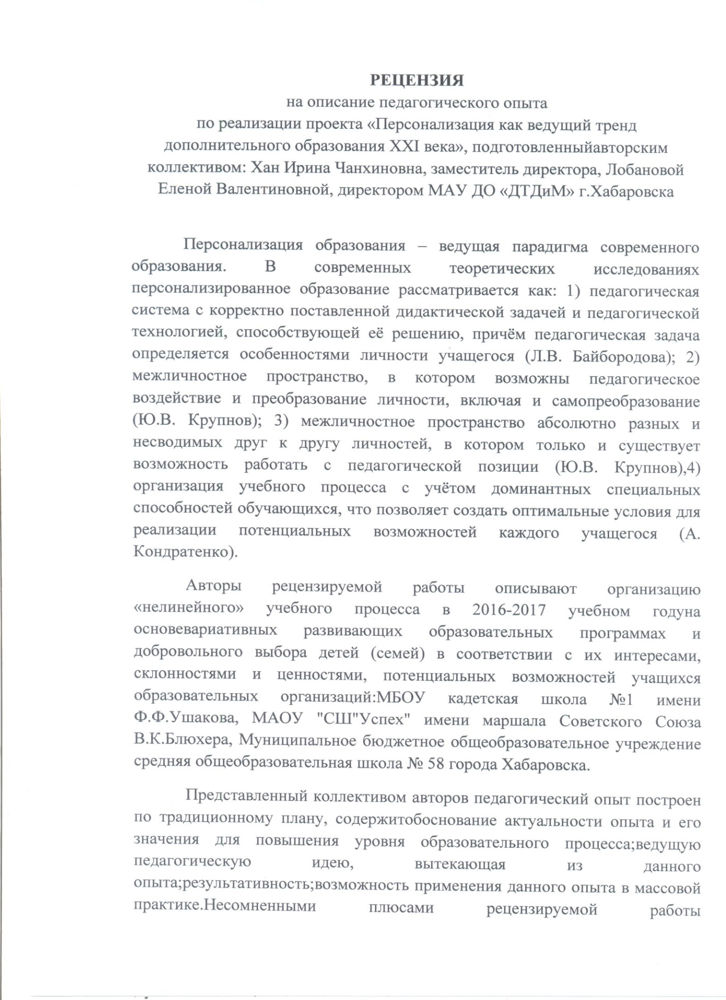 РЕЦЕНЗИЯ
на описание педагогического опыта
по реализации проекта «Персонализация как ведущий тренд
дополнительного образования XXI века», подготовленныйавторским
коллективом: Хан Ирина Чанхиновна, заместитель директора, Лобановой
Еленой Валентиновной, директором МАУ ДО «ДТДиМ» г.Хабаровска
Персонализация образования – ведущая парадигма современного
образования. В современных теоретических исследованиях
персонализированное образование рассматривается как: 1) педагогическая
система с корректно поставленной дидактической задачей и педагогической
технологией, способствующей её решению, причём педагогическая задача
определяется особенностями личности учащегося (Л.В. Байбородова); 2)
межличностное пространство, в котором возможны педагогическое
воздействие и преобразование личности, включая и самопреобразование
(Ю.В. Крупнов); 3) межличностное пространство абсолютно разных и
несводимых друг к другу личностей, в котором только и существует
возможность работать с педагогической позиции (Ю.В. Крупнов),4)
организация учебного процесса с учётом доминантных специальных
способностей обучающихся, что позволяет создать оптимальные условия для
реализации потенциальных возможностей каждого учащегося (А.
Кондратенко).
Авторы рецензируемой работы описывают организацию
«нелинейного» учебного процесса в 2016-2017 учебном годуна
основевариативных развивающих образовательных программах и
добровольного выбора детей (семей) в соответствии с их интересами,
склонностями и ценностями, потенциальных возможностей учащихся
образовательных организаций:МБОУ кадетская школа №1 имени
Ф.Ф.Ушакова, МАОУ "СШ"Успех" имени маршала Советского Союза
В.К.Блюхера, Муниципальное бюджетное общеобразовательное учреждение
средняя общеобразовательная школа № 58 города Хабаровска.
Представленный коллективом авторов педагогический опыт построен
по традиционному плану, содержитобоснование актуальности опыта и его
значения для повышения уровня образовательного процесса;ведущую
педагогическую идею, вытекающая из данного
опыта;результативность;возможность применения данного опыта в массовой
практике.Несомненными плюсами рецензируемой работы